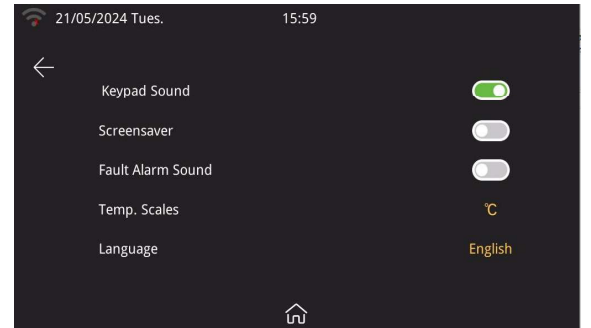 21/05/2024 Tues. 15:59
Keypad Sound
Screensaver
Fault Alarm Sound
Temp. Scales ℃
Language English